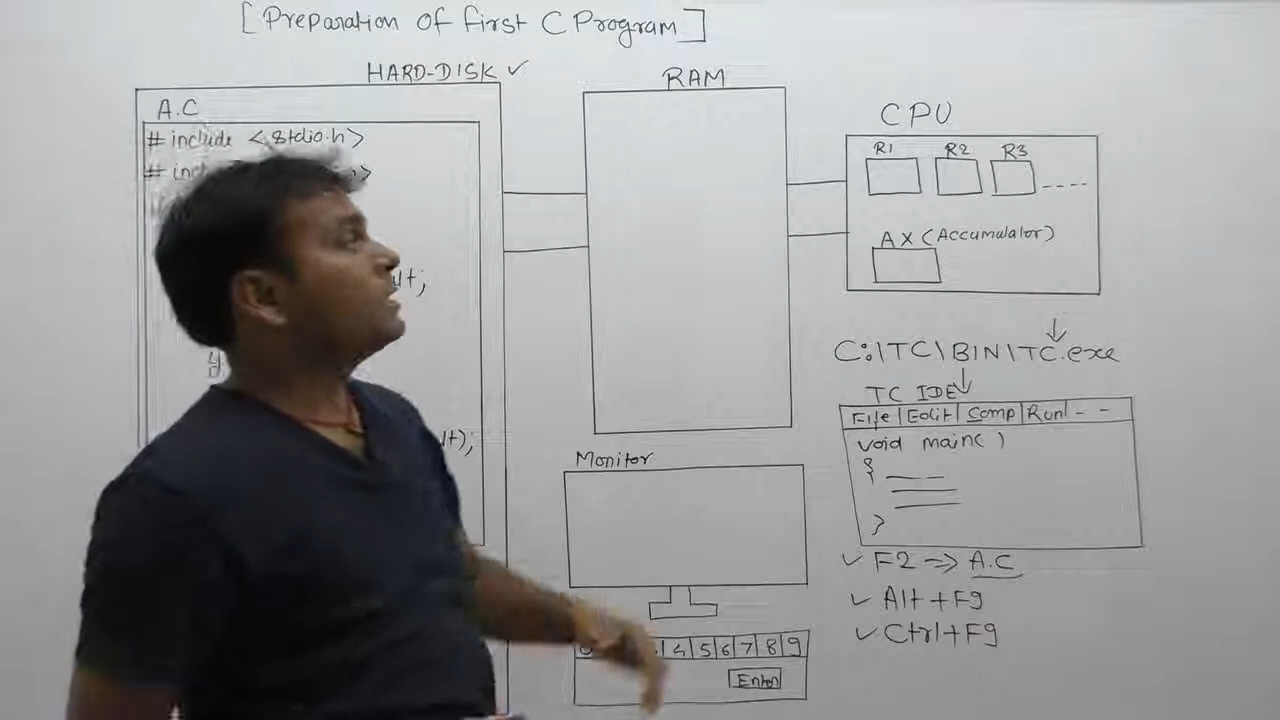 [Preparation of First C Program]
HARD-DISK ✓
A.C
#include <stdio.h>
# inc >
ult;
lt);
RAM
CPU
R1 R2 R3 ----
AX (Accumulator)
C:\TC\BIN\TC.exe
TC IDE
File|Edit|Comp|Run|- -
void main()
{
}
✓ F2 → A.C
✓ Alt+F9
✓ Ctrl+F9
Monitor
4 5 6 7 8 9
Enter